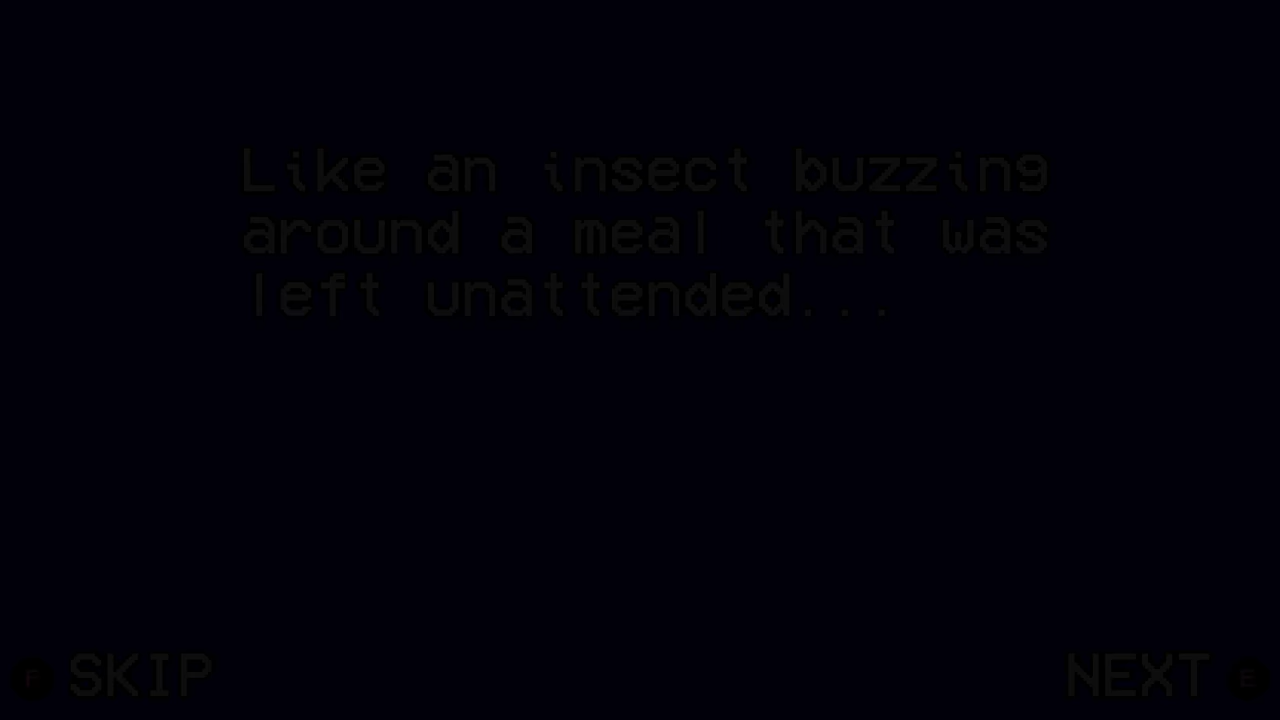 Like an insect buzzing
around a meal that was
left unattended...
F SKIP
NEXT E